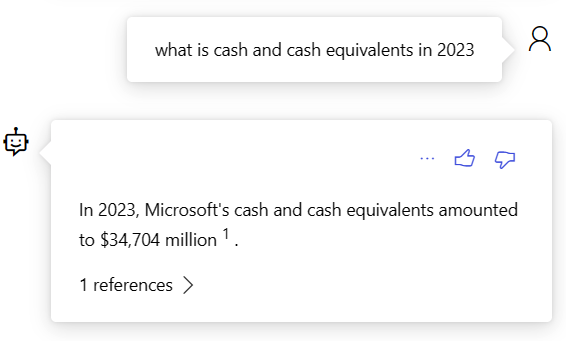 what is cash and cash equivalents in 2023
...
In 2023, Microsoft's cash and cash equivalents amounted
to $34,704 million 1 .
1 references >